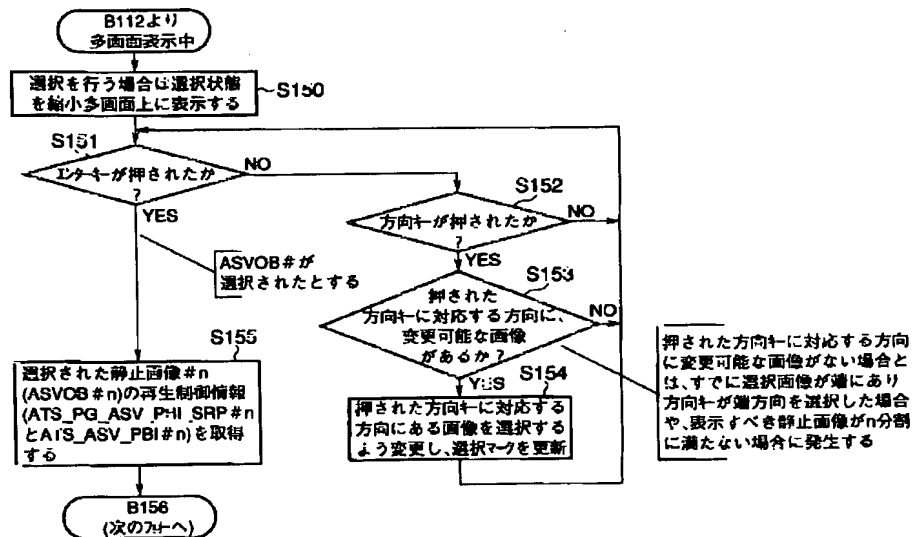 B112より
多画面表示中
選択を行う場合は選択状態
を縮小多画面上に表示する
S150
S151
エンターキーが押されたか
?
NO
YES
S152
方向キーが押されたか
?
NO
YES
ASVOB#が
選択されたとする
S153
押された
方向キーに対応する方向に、
変更可能な画像
があるか?
NO
YES
S154
押された方向キーに対応する
方向にある画像を選択する
よう変更し、選択マークを更新
押された方向キーに対応する方向
に変更可能な画像がない場合と
は、すでに選択画像が端にあり
方向キーが端方向を選択した場合
や、表示すべき静止画像がn分割
に満たない場合に発生する
S155
選択された静止画像#n
(ASVOB#n)の再生制御情報
(ATS_PG_ASV_PHI_SRP#n
とATS_ASV_PBI#n)を取得
する
B156
(次のフローへ)